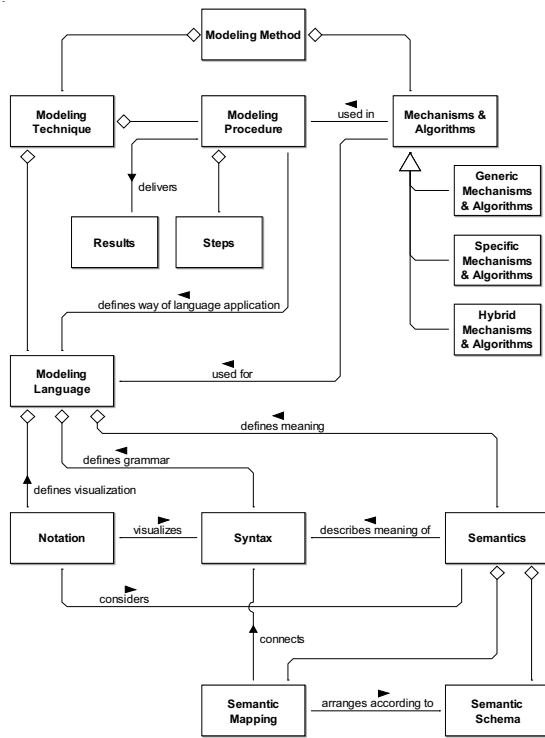 Modeling Method
Modeling
Technique
Modeling
Procedure
used in
Mechanisms &
Algorithms
delivers
Generic
Mechanisms
& Algorithms
Results
Steps
Specific
Mechanisms
& Algorithms
defines way of language application
Hybrid
Mechanisms
& Algorithms
Modeling
Language
used for
defines meaning
defines grammar
defines visualization
Notation
visualizes
Syntax
describes meaning of
Semantics
considers
connects
Semantic
Mapping
arranges according to
Semantic
Schema